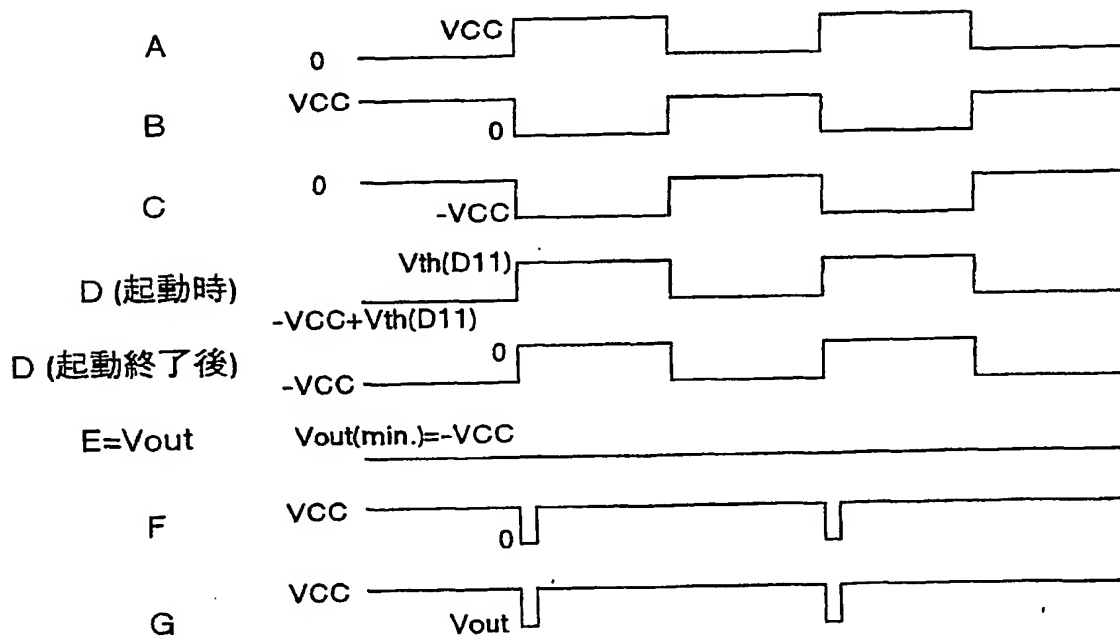 A
VCC
0
B
VCC
0
C
0
-VCC
D (起動時)
Vth(D11)
-VCC+Vth(D11)
D (起動終了後)
0
-VCC
E=Vout
Vout(min.)=-VCC
F
VCC
0
G
VCC
Vout